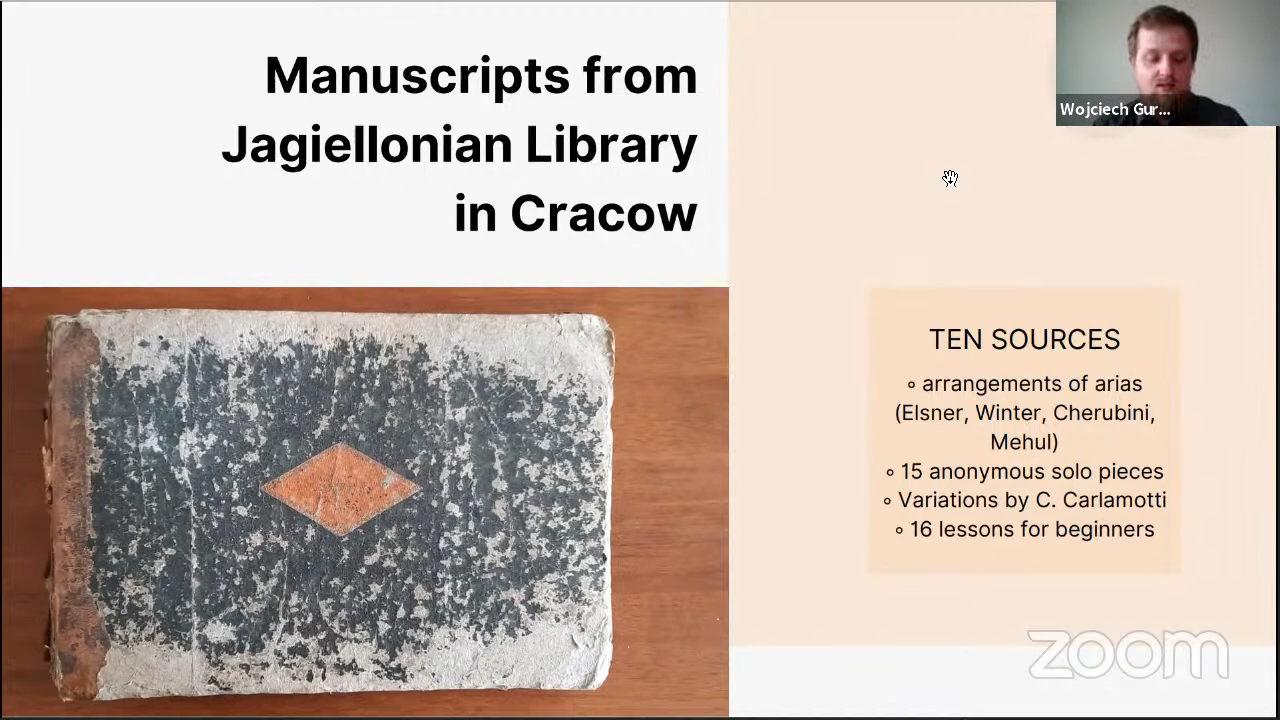 Manuscripts from
Jagiellonian Library
in Cracow
Wojciech Gur...
TEN SOURCES
∘ arrangements of arias
(Elsner, Winter, Cherubini,
Mehul)
∘ 15 anonymous solo pieces
∘ Variations by C. Carlamotti
∘ 16 lessons for beginners
zoom